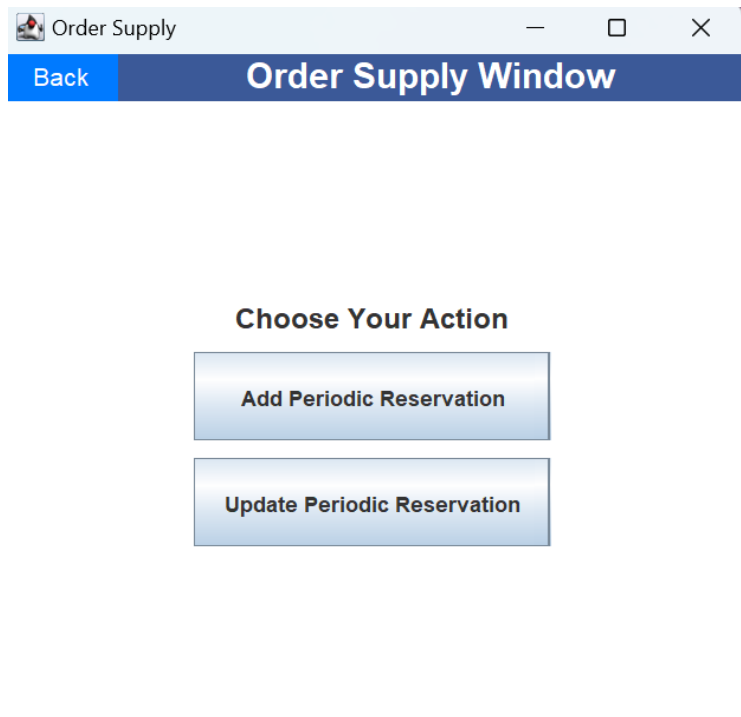 Order Supply
Back Order Supply Window
Choose Your Action
Add Periodic Reservation
Update Periodic Reservation